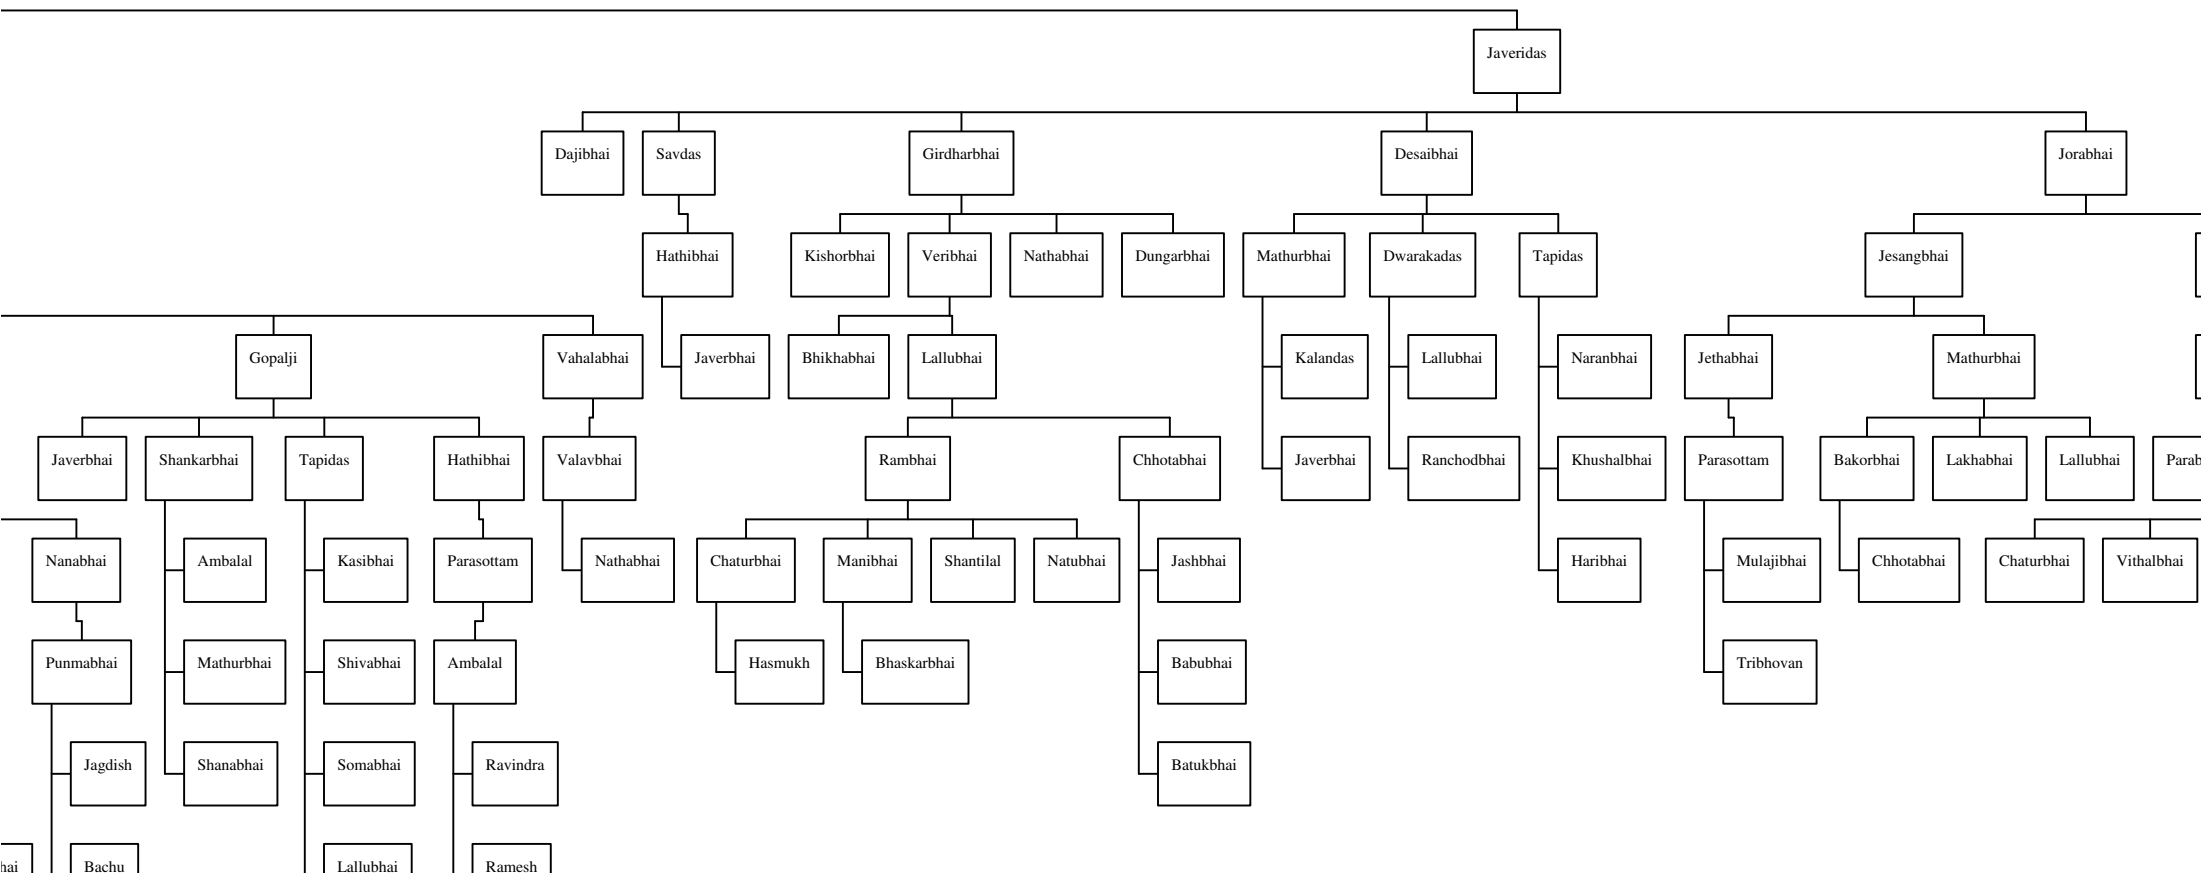 Javeridas
Dajibhai
Savdas
Girdharbhai
Desaibhai
Jorabhai
Hathibhai
Kishorbhai
Veribhai
Nathabhai
Dungarbhai
Mathurbhai
Dwarakadas
Tapidas
Jesangbhai
Gopalji
Vahalabhai
Javerbhai
Bhikhabhai
Lallubhai
Kalandas
Lallubhai
Naranbhai
Jethabhai
Mathurbhai
Javerbhai
Shankarbhai
Tapidas
Hathibhai
Valavbhai
Rambhai
Chhotabhai
Javerbhai
Ranchodbhai
Khushalbhai
Parasottam
Bakorbhai
Lakhabhai
Lallubhai
Parab
Nanabhai
Ambalal
Kasibhai
Parasottam
Nathabhai
Chaturbhai
Manibhai
Shantilal
Natubhai
Jashbhai
Haribhai
Mulajibhai
Chhotabhai
Chaturbhai
Vithalbhai
Punmabhai
Mathurbhai
Shivabhai
Ambalal
Hasmukh
Bhaskarbhai
Babubhai
Tribhovan
Jagdish
Shanabhai
Somabhai
Ravindra
Batukbhai
hai
Bachu
Lallubhai
Ramesh